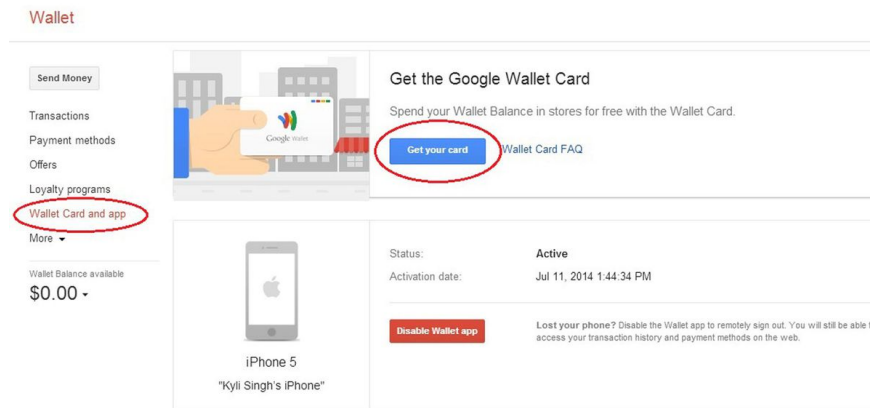 Wallet
Send Money
Transactions
Payment methods
Offers
Loyalty programs
Wallet Card and app
More
Wallet Balance available
$0.00
Google Wallet
Get the Google Wallet Card
Spend your Wallet Balance in stores for free with the Wallet Card.
Get your card Wallet Card FAQ
iPhone 5
"Kyli Singh's iPhone"
Status: Active
Activation date: Jul 11, 2014 1:44:34 PM
Disable Wallet app
Lost your phone? Disable the Wallet app to remotely sign out. You will still be able
access your transaction history and payment methods on the web.